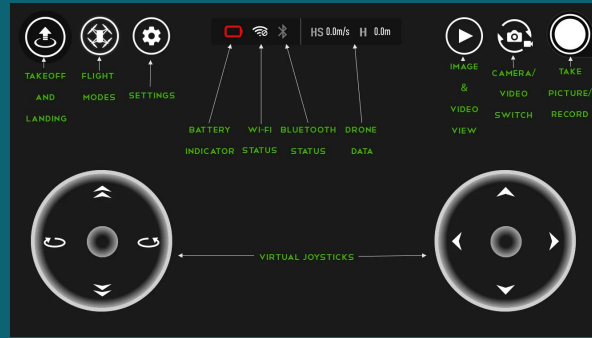 HS 0.0m/s H 0.0m
TAKEOFF
AND
LANDING
FLIGHT
MODES
SETTINGS
IMAGE
&
VIDEO
VIEW
CAMERA/
VIDEO
SWITCH
TAKE
PICTURE/
RECORD
BATTERY
INDICATOR
WI-FI
STATUS
BLUETOOTH
STATUS
DRONE
DATA
VIRTUAL JOYSTICKS